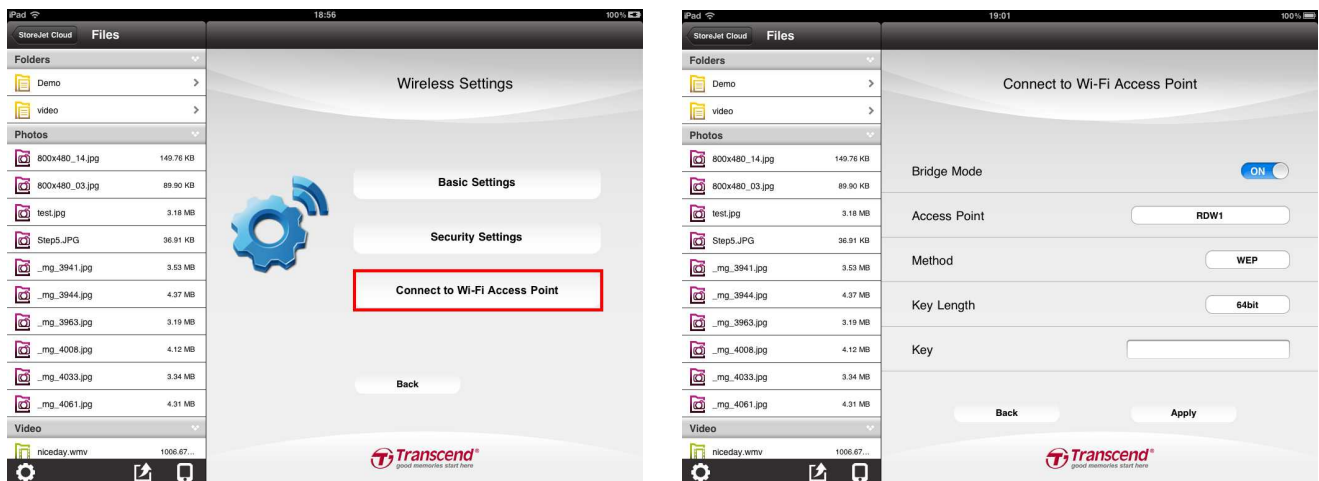 iPad 18:56 100%
StoreJet Cloud Files
Folders
Demo
video
Photos
800x480_14.jpg 149.76 KB
800x480_03.jpg 89.90 KB
test.jpg 3.18 MB
Step5.JPG 36.91 KB
_mg_3941.jpg 3.53 MB
_mg_3944.jpg 4.37 MB
_mg_3963.jpg 3.19 MB
_mg_4008.jpg 4.12 MB
_mg_4033.jpg 3.34 MB
_mg_4061.jpg 4.31 MB
Video
niceday.wmv 1006.67...
Wireless Settings
Basic Settings
Security Settings
Connect to Wi-Fi Access Point
Back
Transcend®
good memories start here
iPad 19:01 100%
StoreJet Cloud Files
Folders
Demo
video
Photos
800x480_14.jpg 149.76 KB
800x480_03.jpg 89.90 KB
test.jpg 3.18 MB
Step5.JPG 36.91 KB
_mg_3941.jpg 3.53 MB
_mg_3944.jpg 4.37 MB
_mg_3963.jpg 3.19 MB
_mg_4008.jpg 4.12 MB
_mg_4033.jpg 3.34 MB
_mg_4061.jpg 4.31 MB
Video
niceday.wmv 1006.67...
Connect to Wi-Fi Access Point
Bridge Mode ON
Access Point RDW1
Method WEP
Key Length 64bit
Key
Back Apply
Transcend®
good memories start here